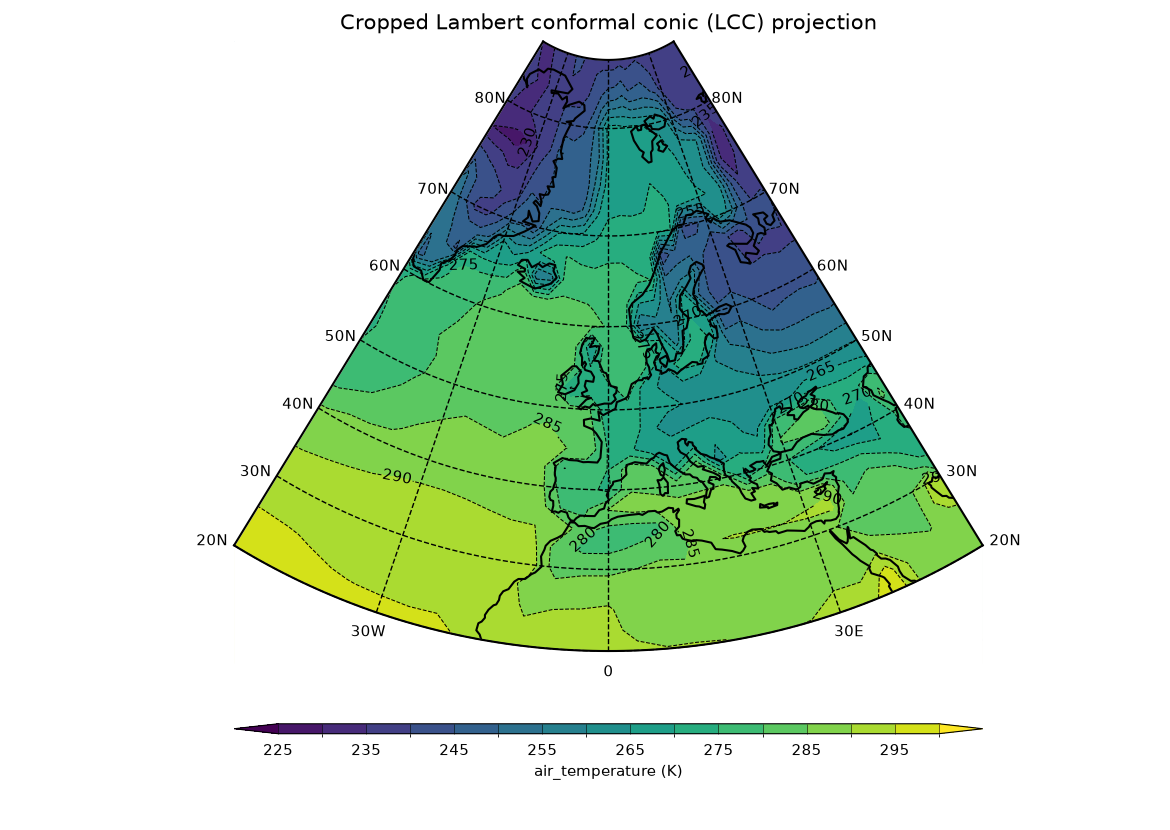 Cropped Lambert conformal conic (LCC) projection
80N 80N
230 235
70N 70N
60N 60N
275
50N 50N
265
270 270
40N 40N
285
30N 30N
290 290
280 280 285
20N 20N
30W 30E
0
225 235 245 255 265 275 285 295
air_temperature (K)